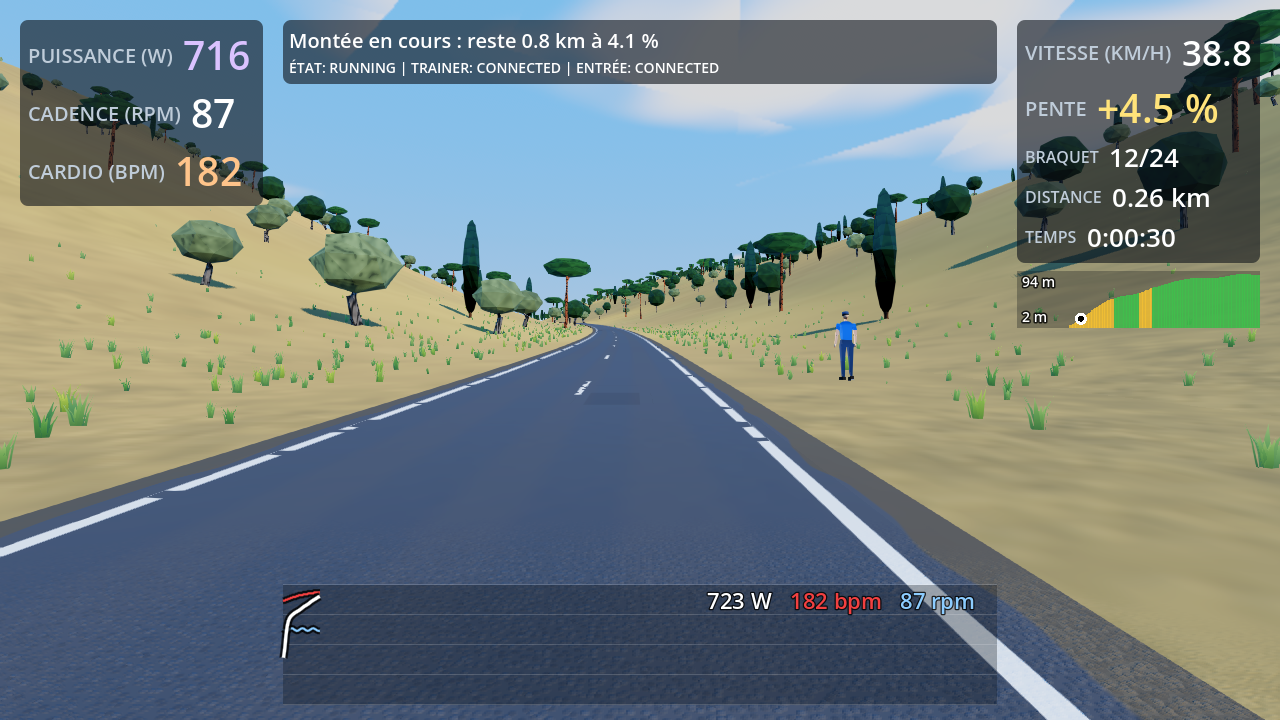 PUISSANCE (W) 716
CADENCE (RPM) 87
CARDIO (BPM) 182
Montée en cours : reste 0.8 km à 4.1 %
ÉTAT: RUNNING | TRAINER: CONNECTED | ENTRÉE: CONNECTED
VITESSE (KM/H) 38.8
PENTE +4.5 %
BRAQUET 12/24
DISTANCE 0.26 km
TEMPS 0:00:30
94 m
2 m
723 W 182 bpm 87 rpm